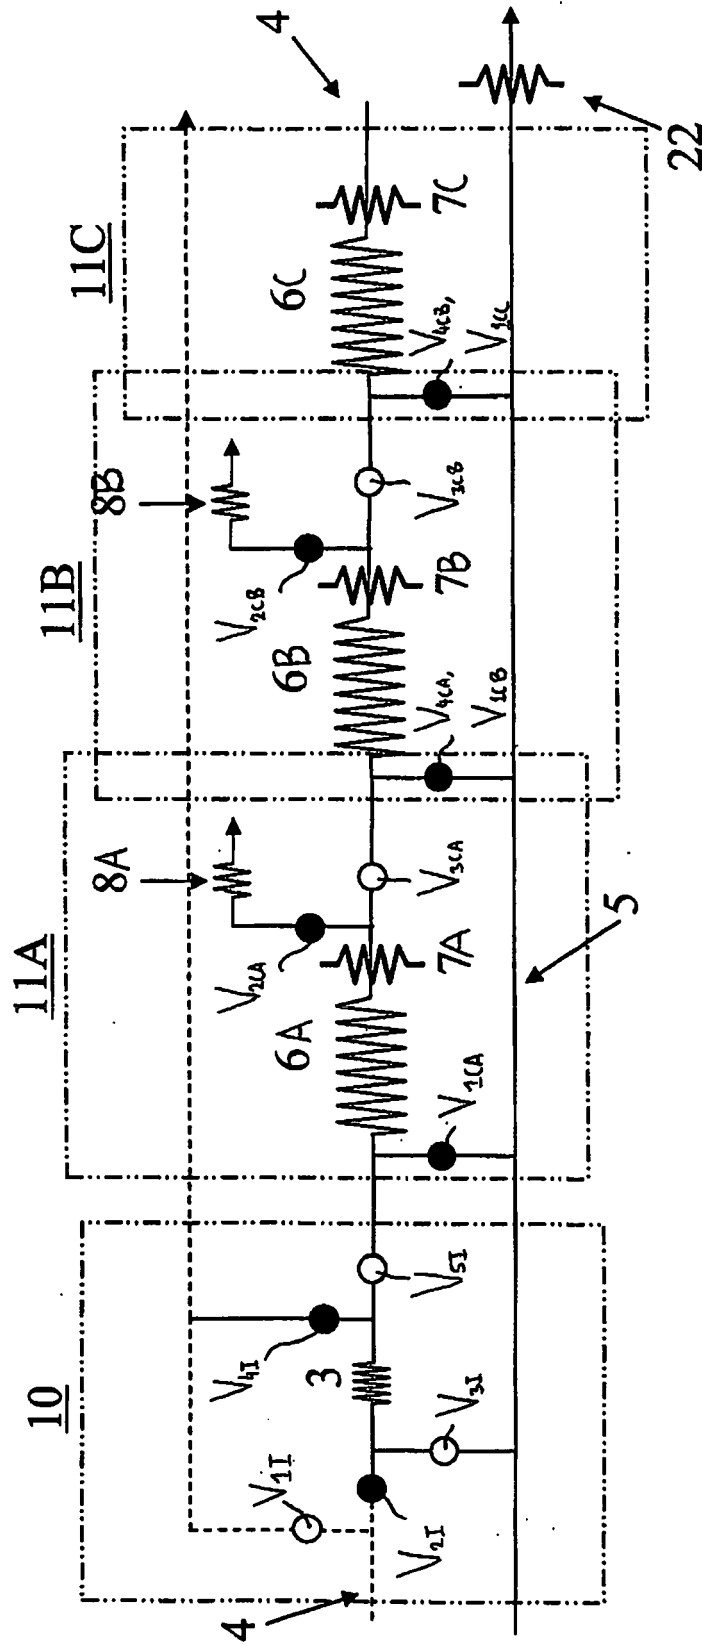 10
11A
11B
11C
4
V1I
V2I
V3I
3
V4I
V5I
V1CA
6A
7A
V2CA
8A
V3CA
V4CA,
V1CB
6B
7B
V2CB
8B
V3CB
V4CB,
V1CC
6C
7C
4
5
22